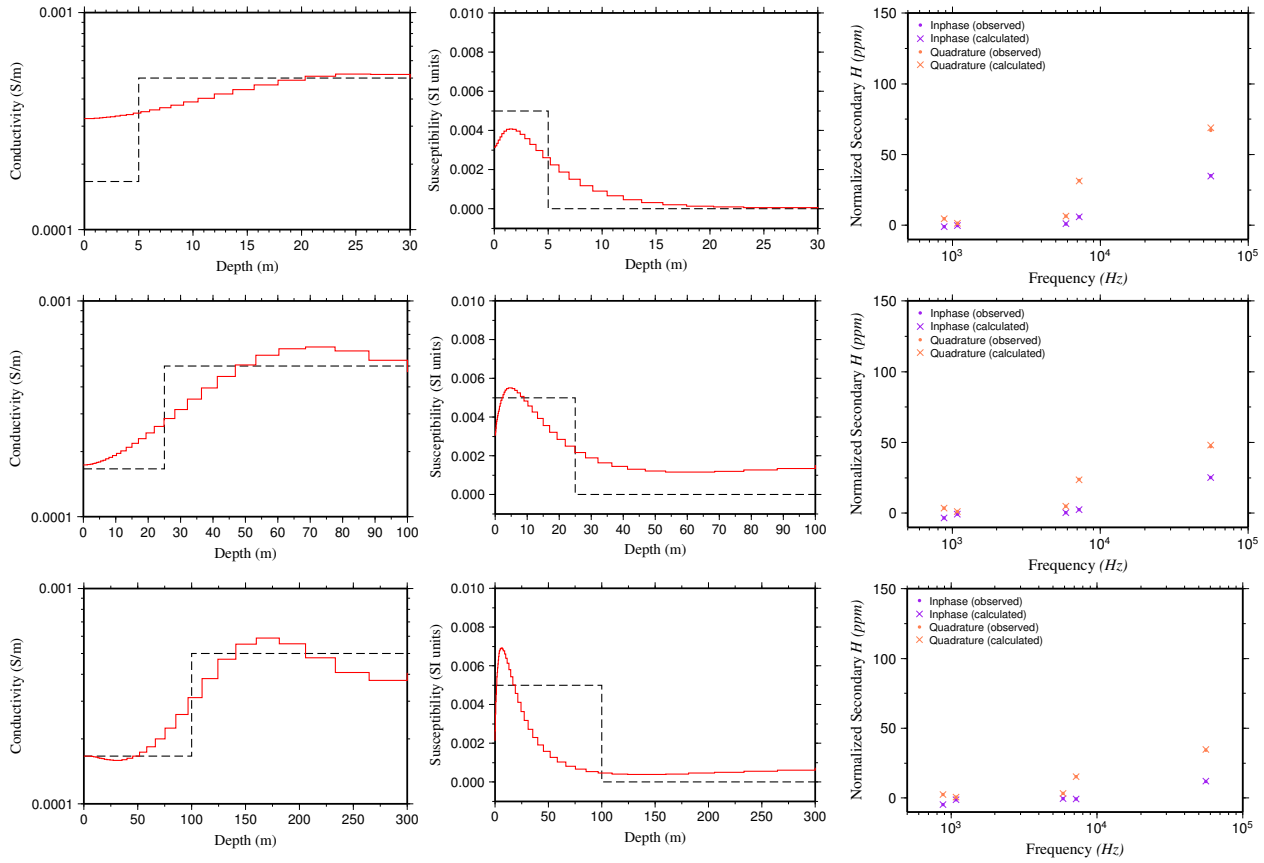 0.001
0.0001
Conductivity (S/m)
0 5 10 15 20 25 30
Depth (m)
0.010
0.008
0.006
0.004
0.002
0.000
Susceptibility (SI units)
0 5 10 15 20 25 30
Depth (m)
150
100
50
0
Normalized Secondary H (ppm)
Inphase (observed)
Inphase (calculated)
Quadrature (observed)
Quadrature (calculated)
10³ 10⁴ 10⁵
Frequency (Hz)
0.001
0.0001
Conductivity (S/m)
0 10 20 30 40 50 60 70 80 90 100
Depth (m)
0.010
0.008
0.006
0.004
0.002
0.000
Susceptibility (SI units)
0 10 20 30 40 50 60 70 80 90 100
Depth (m)
150
100
50
0
Normalized Secondary H (ppm)
Inphase (observed)
Inphase (calculated)
Quadrature (observed)
Quadrature (calculated)
10³ 10⁴ 10⁵
Frequency (Hz)
0.001
0.0001
Conductivity (S/m)
0 50 100 150 200 250 300
Depth (m)
0.010
0.008
0.006
0.004
0.002
0.000
Susceptibility (SI units)
0 50 100 150 200 250 300
Depth (m)
150
100
50
0
Normalized Secondary H (ppm)
Inphase (observed)
Inphase (calculated)
Quadrature (observed)
Quadrature (calculated)
10³ 10⁴ 10⁵
Frequency (Hz)